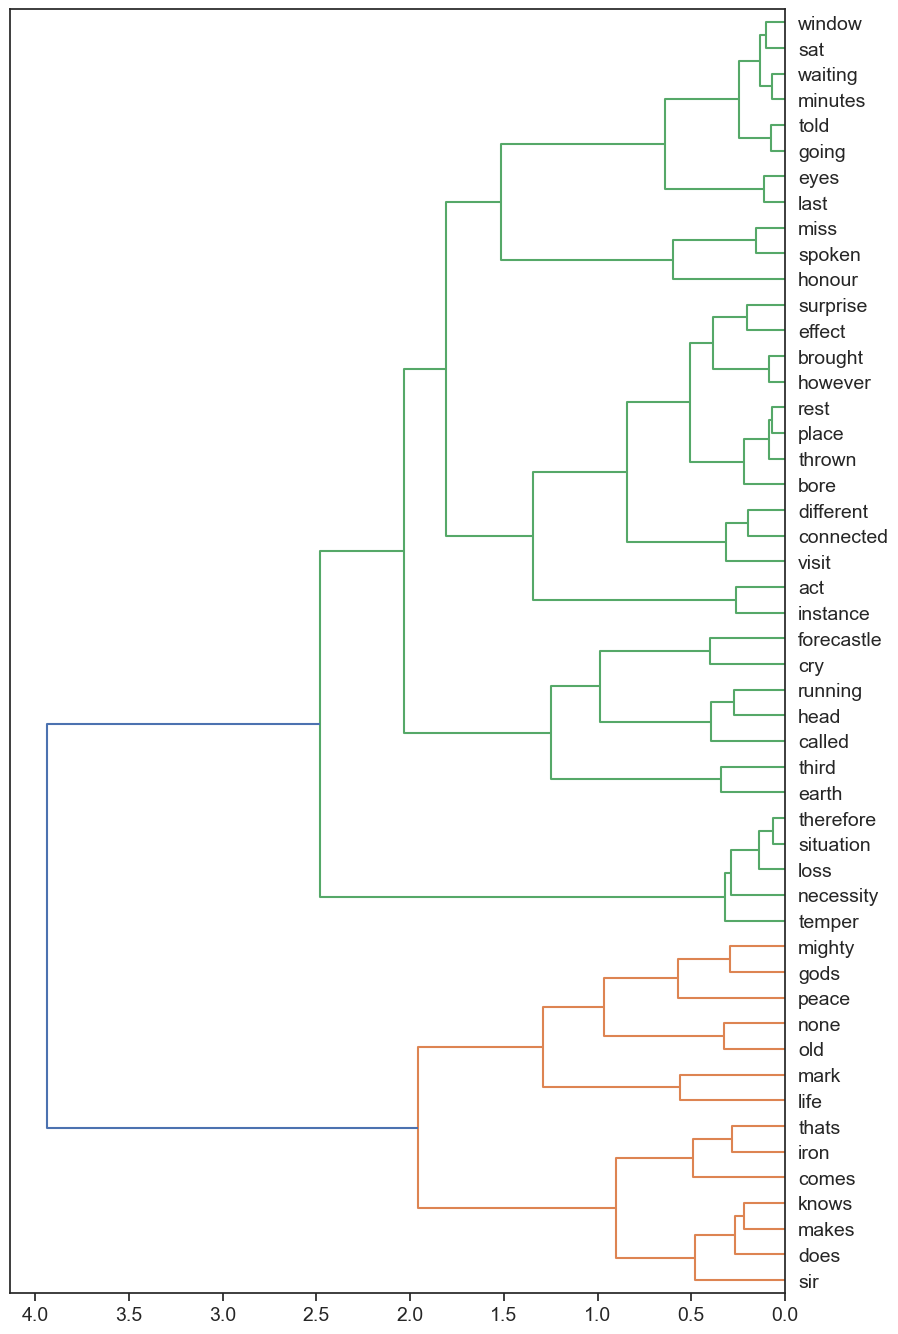 window
sat
waiting
minutes
told
going
eyes
last
miss
spoken
honour
surprise
effect
brought
however
rest
place
thrown
bore
different
connected
visit
act
instance
forecastle
cry
running
head
called
third
earth
therefore
situation
loss
necessity
temper
mighty
gods
peace
none
old
mark
life
thats
iron
comes
knows
makes
does
sir
4.0 3.5 3.0 2.5 2.0 1.5 1.0 0.5 0.0